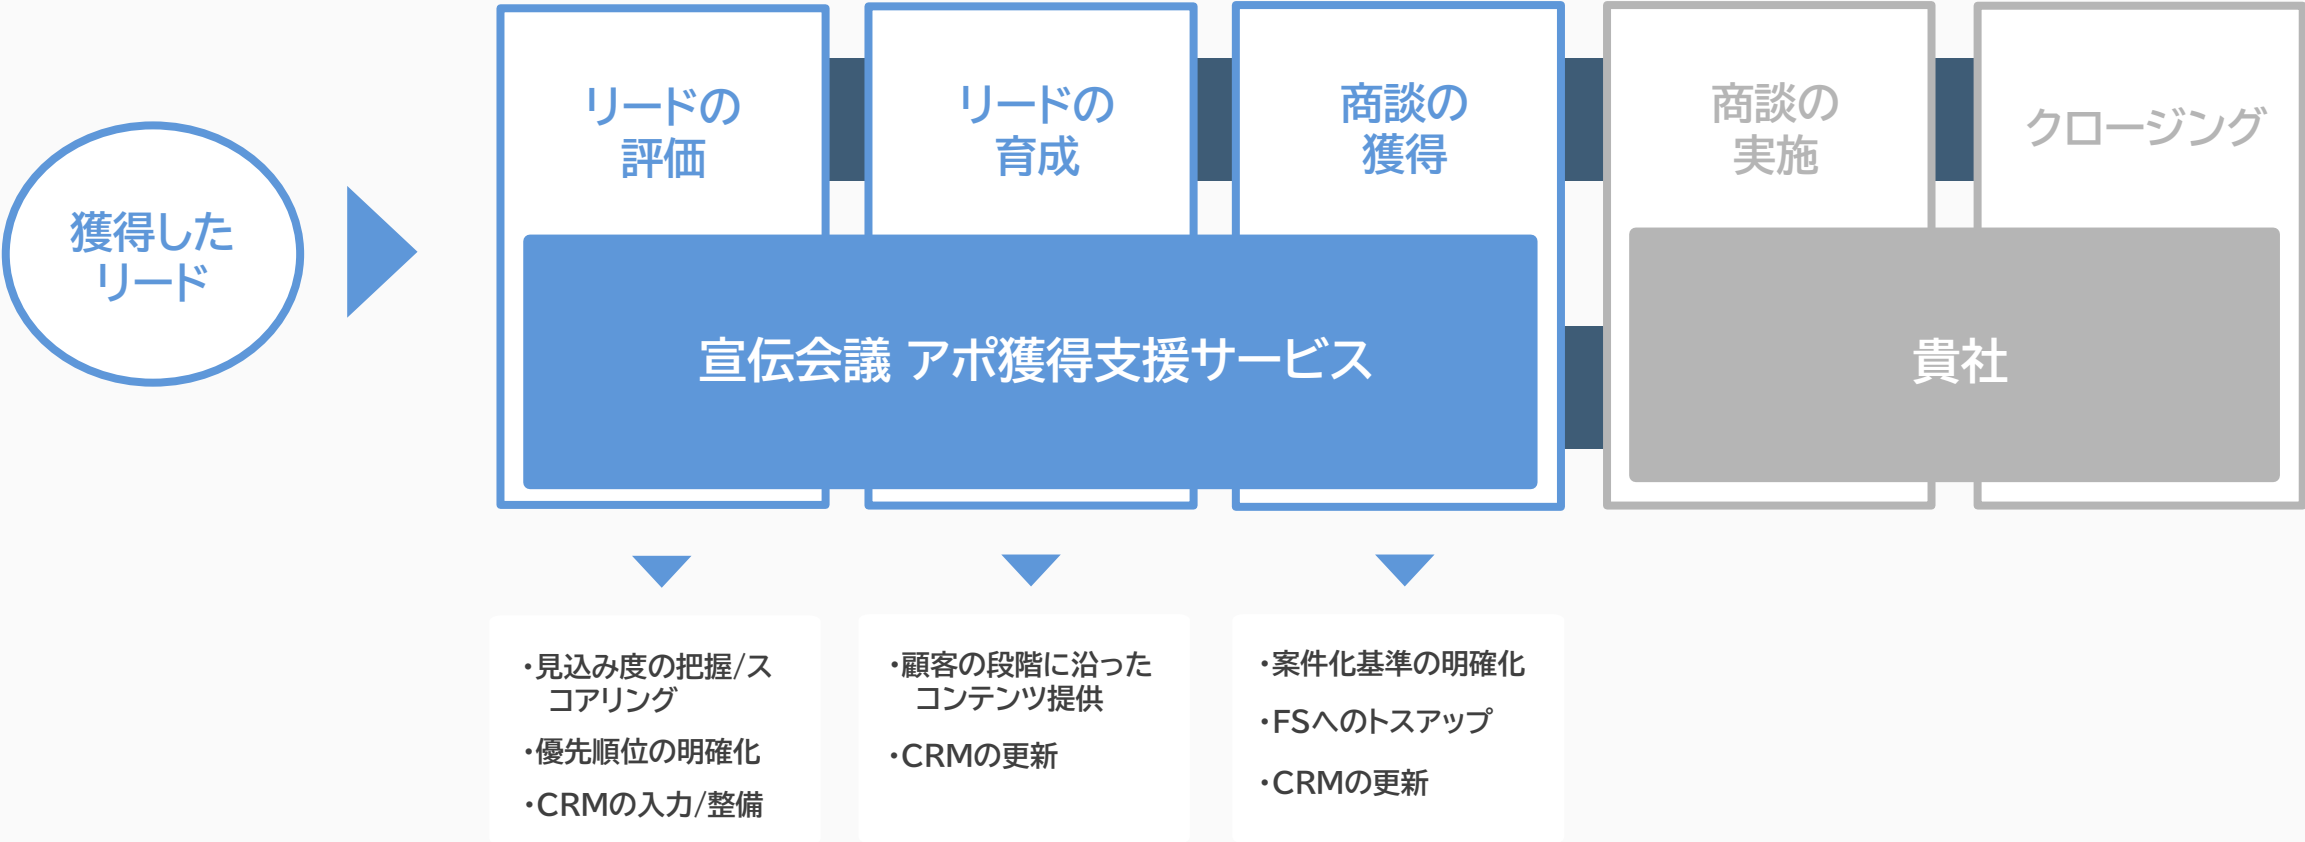 獲得した
リード
リードの
評価
リードの
育成
商談の
獲得
商談の
実施
クロージング
宣伝会議 アポ獲得支援サービス
貴社
・見込み度の把握/ス
コアリング
・優先順位の明確化
・CRMの入力/整備
・顧客の段階に沿った
コンテンツ提供
・CRMの更新
・案件化基準の明確化
・FSへのトスアップ
・CRMの更新